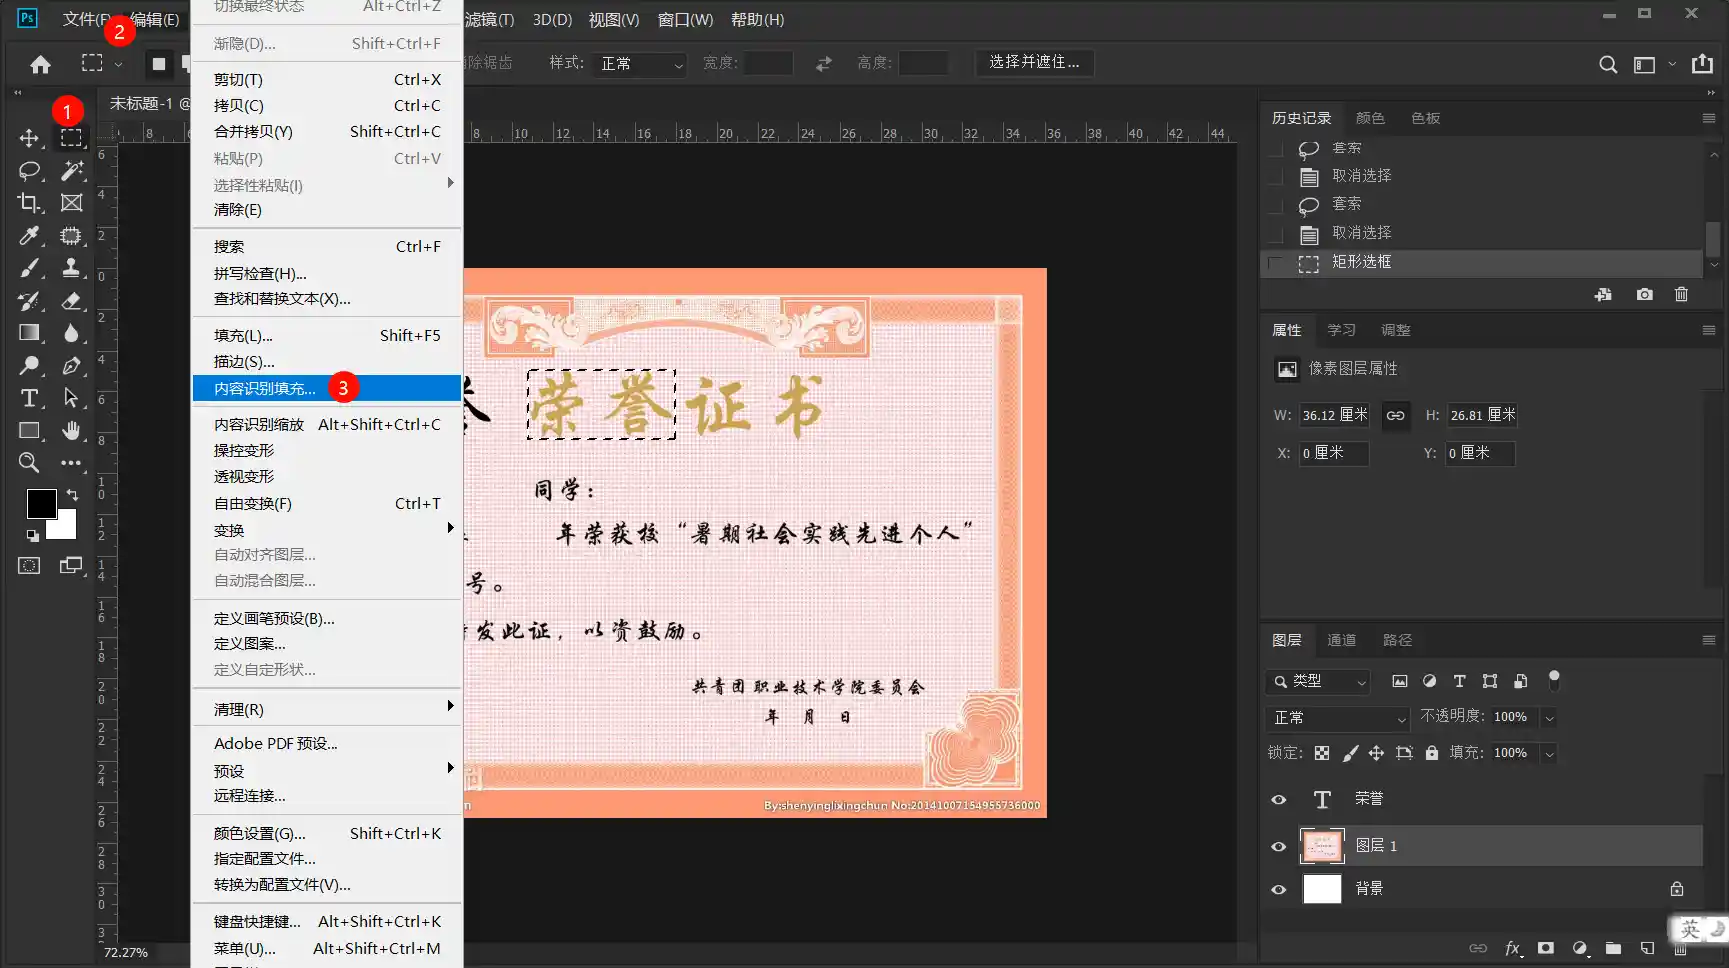 Ps 文件(F) 编辑(E) 滤镜(T) 3D(D) 视图(V) 窗口(W) 帮助(H)
2
样式: 正常 宽度: 高度: 选择并遮住...
1
未标题-1 @
切换最终状态 Alt+Ctrl+Z
渐隐(D)... Shift+Ctrl+F
剪切(T) Ctrl+X
拷贝(C) Ctrl+C
合并拷贝(Y) Shift+Ctrl+C
粘贴(P) Ctrl+V
选择性粘贴(I)
清除(E)
搜索 Ctrl+F
拼写检查(H)...
查找和替换文本(X)...
填充(L)... Shift+F5
描边(S)...
内容识别填充... 3
内容识别缩放 Alt+Shift+Ctrl+C
操控变形
透视变形
自由变换(F) Ctrl+T
变换
自动对齐图层...
自动混合图层...
定义画笔预设(B)...
定义图案...
定义自定形状...
清理(R)
Adobe PDF 预设...
预设
远程连接...
颜色设置(G)... Shift+Ctrl+K
指定配置文件...
转换为配置文件(V)...
键盘快捷键... Alt+Shift+Ctrl+K
菜单(U)... Alt+Shift+Ctrl+M
8 10 12 14 16 18 20 22 24 26 28 30 32 34 36 38 40 42 44
荣誉证书
同学：
年荣获校“暑期社会实践先进个人”
号。
发此证，以资鼓励。
共青团 职业技术学院委员会
年 月 日
By:shenyinglixingchun No:20141007154955736000
72.27%
历史记录 颜色 色板
套索
取消选择
套索
取消选择
矩形选框
属性 学习 调整
像素图层属性
W: 36.12 厘米 H: 26.81 厘米
X: 0 厘米 Y: 0 厘米
图层 通道 路径
类型
正常 不透明度: 100%
锁定: 填充: 100%
荣誉
图层 1
背景
英
fx